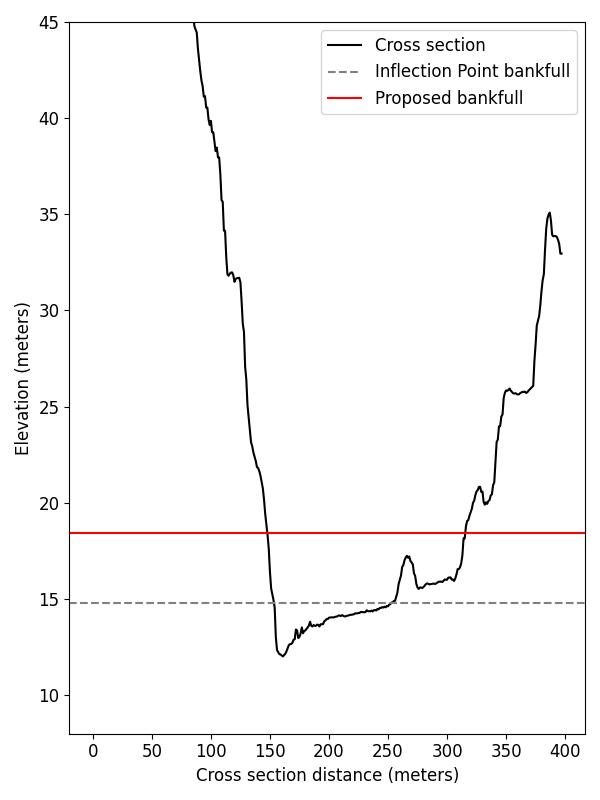 Cross section
Inflection Point bankfull
Proposed bankfull
45
40
35
30
25
20
15
10
Elevation (meters)
0 50 100 150 200 250 300 350 400
Cross section distance (meters)